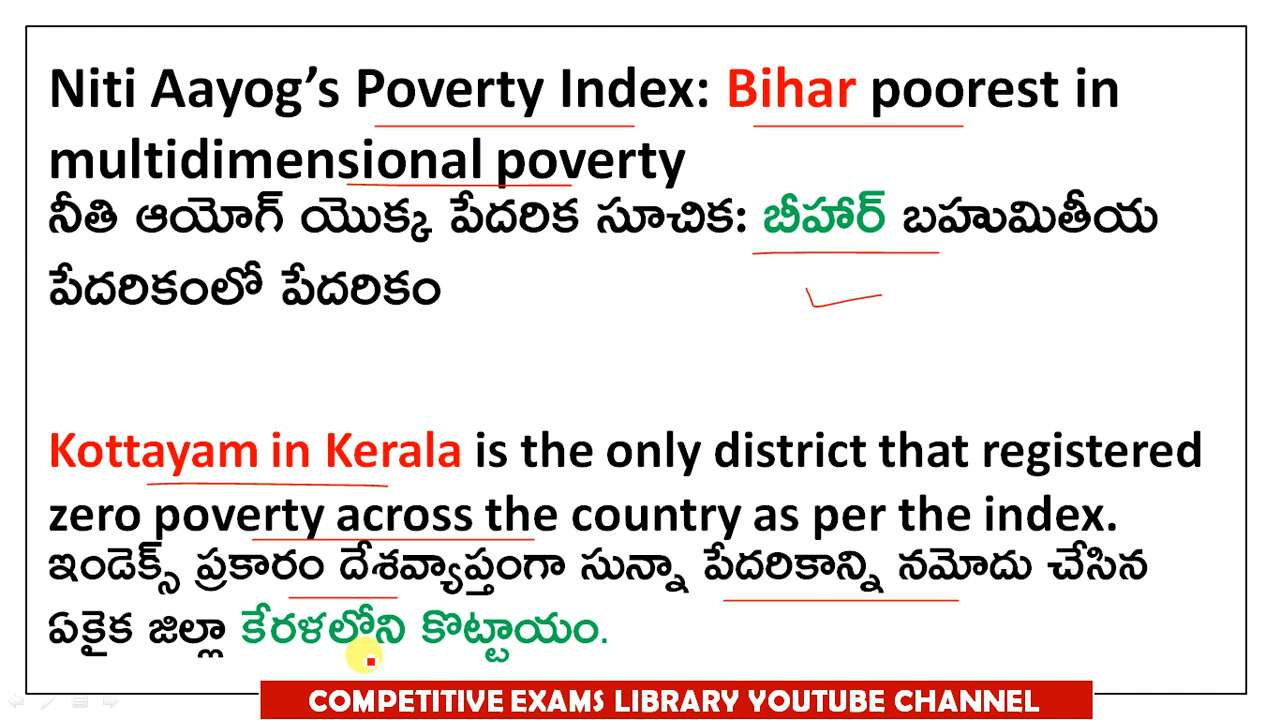 Niti Aayog’s Poverty Index: Bihar poorest in
multidimensional poverty
నీతి ఆయోగ్ యొక్క పేదరిక సూచిక: బీహార్ బహుమితీయ
పేదరికంలో పేదరికం
Kottayam in Kerala is the only district that registered
zero poverty across the country as per the index.
ఇండెక్స్ ప్రకారం దేశవ్యాప్తంగా సున్నా పేదరికాన్ని నమోదు చేసిన
ఏకైక జిల్లా కేరళలోని కొట్టాయం.
COMPETITIVE EXAMS LIBRARY YOUTUBE CHANNEL